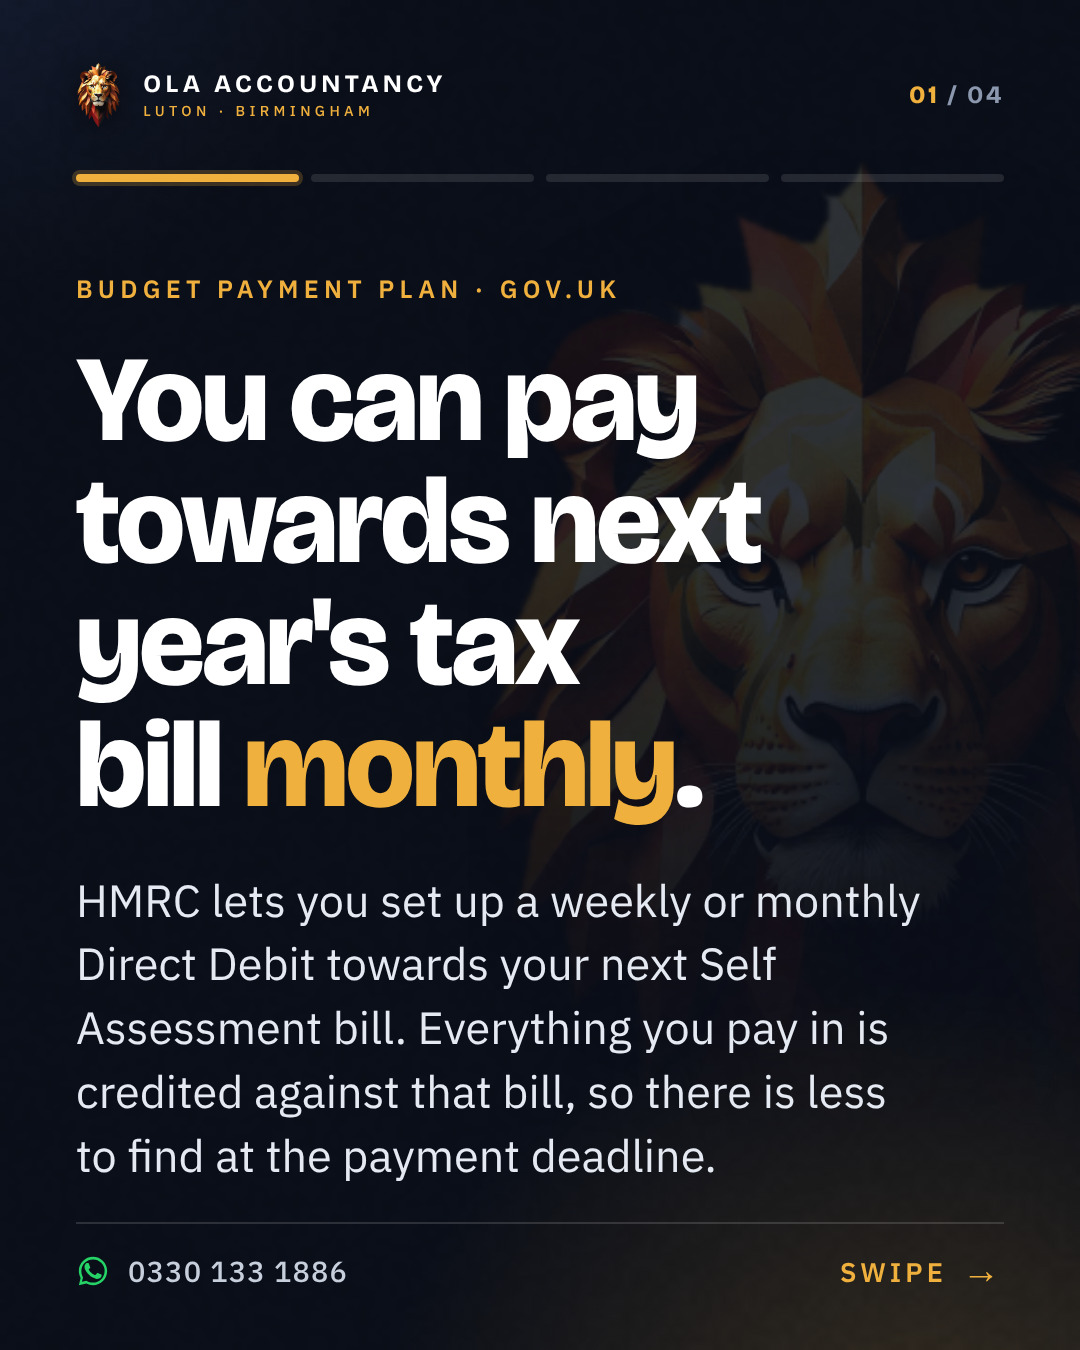 OLA ACCOUNTANCY
LUTON · BIRMINGHAM
01 / 04
BUDGET PAYMENT PLAN · GOV.UK
You can pay
towards next
year's tax
bill monthly.
HMRC lets you set up a weekly or monthly
Direct Debit towards your next Self
Assessment bill. Everything you pay in is
credited against that bill, so there is less
to find at the payment deadline.
0330 133 1886
SWIPE →